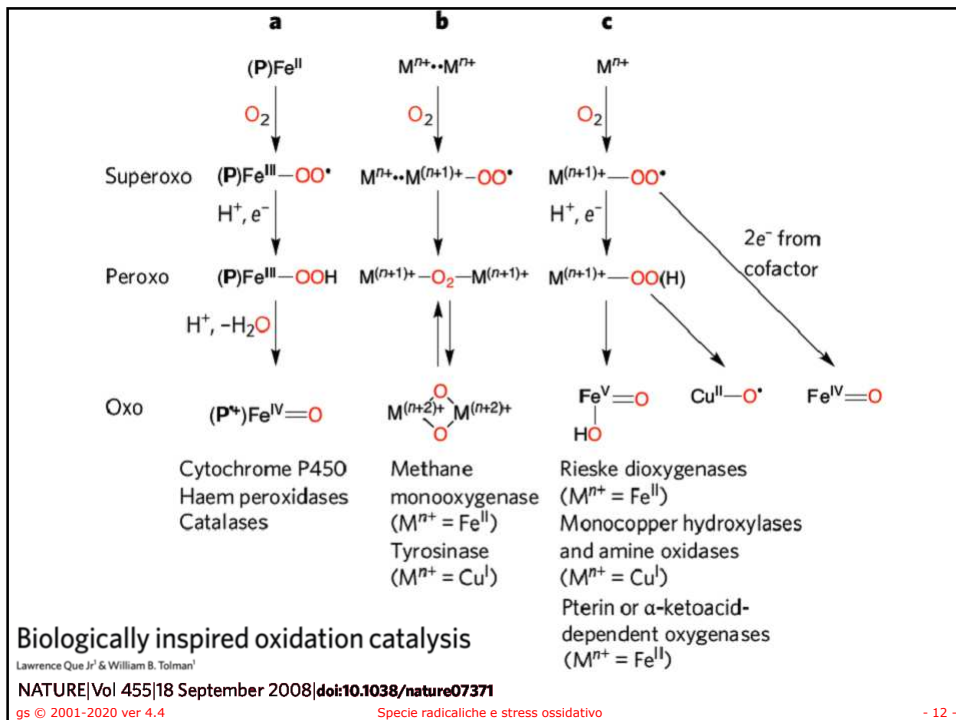 a b c
(P)Fe^II M^n+••M^n+ M^n+
O2 O2 O2
Superoxo (P)Fe^III—OO• M^n+••M^(n+1)+–OO• M^(n+1)+—OO•
H+, e− H+, e−
2e− from
cofactor
Peroxo (P)Fe^III—OOH M^(n+1)+–O2–M^(n+1)+ M^(n+1)+—OO(H)
H+, –H2O
Oxo (P•+)Fe^IV=O M^(n+2)+ O O M^(n+2)+ Fe^V=O HO Cu^II—O• Fe^IV=O
Cytochrome P450
Haem peroxidases
Catalases
Methane
monooxygenase
(M^n+ = Fe^II)
Tyrosinase
(M^n+ = Cu^I)
Rieske dioxygenases
(M^n+ = Fe^II)
Monocopper hydroxylases
and amine oxidases
(M^n+ = Cu^I)
Pterin or α-ketoacid-
dependent oxygenases
(M^n+ = Fe^II)
Biologically inspired oxidation catalysis
Lawrence Que Jr¹ & William B. Tolman¹
NATURE|Vol 455|18 September 2008|doi:10.1038/nature07371
gs © 2001-2020 ver 4.4 Specie radicaliche e stress ossidativo - 12 -